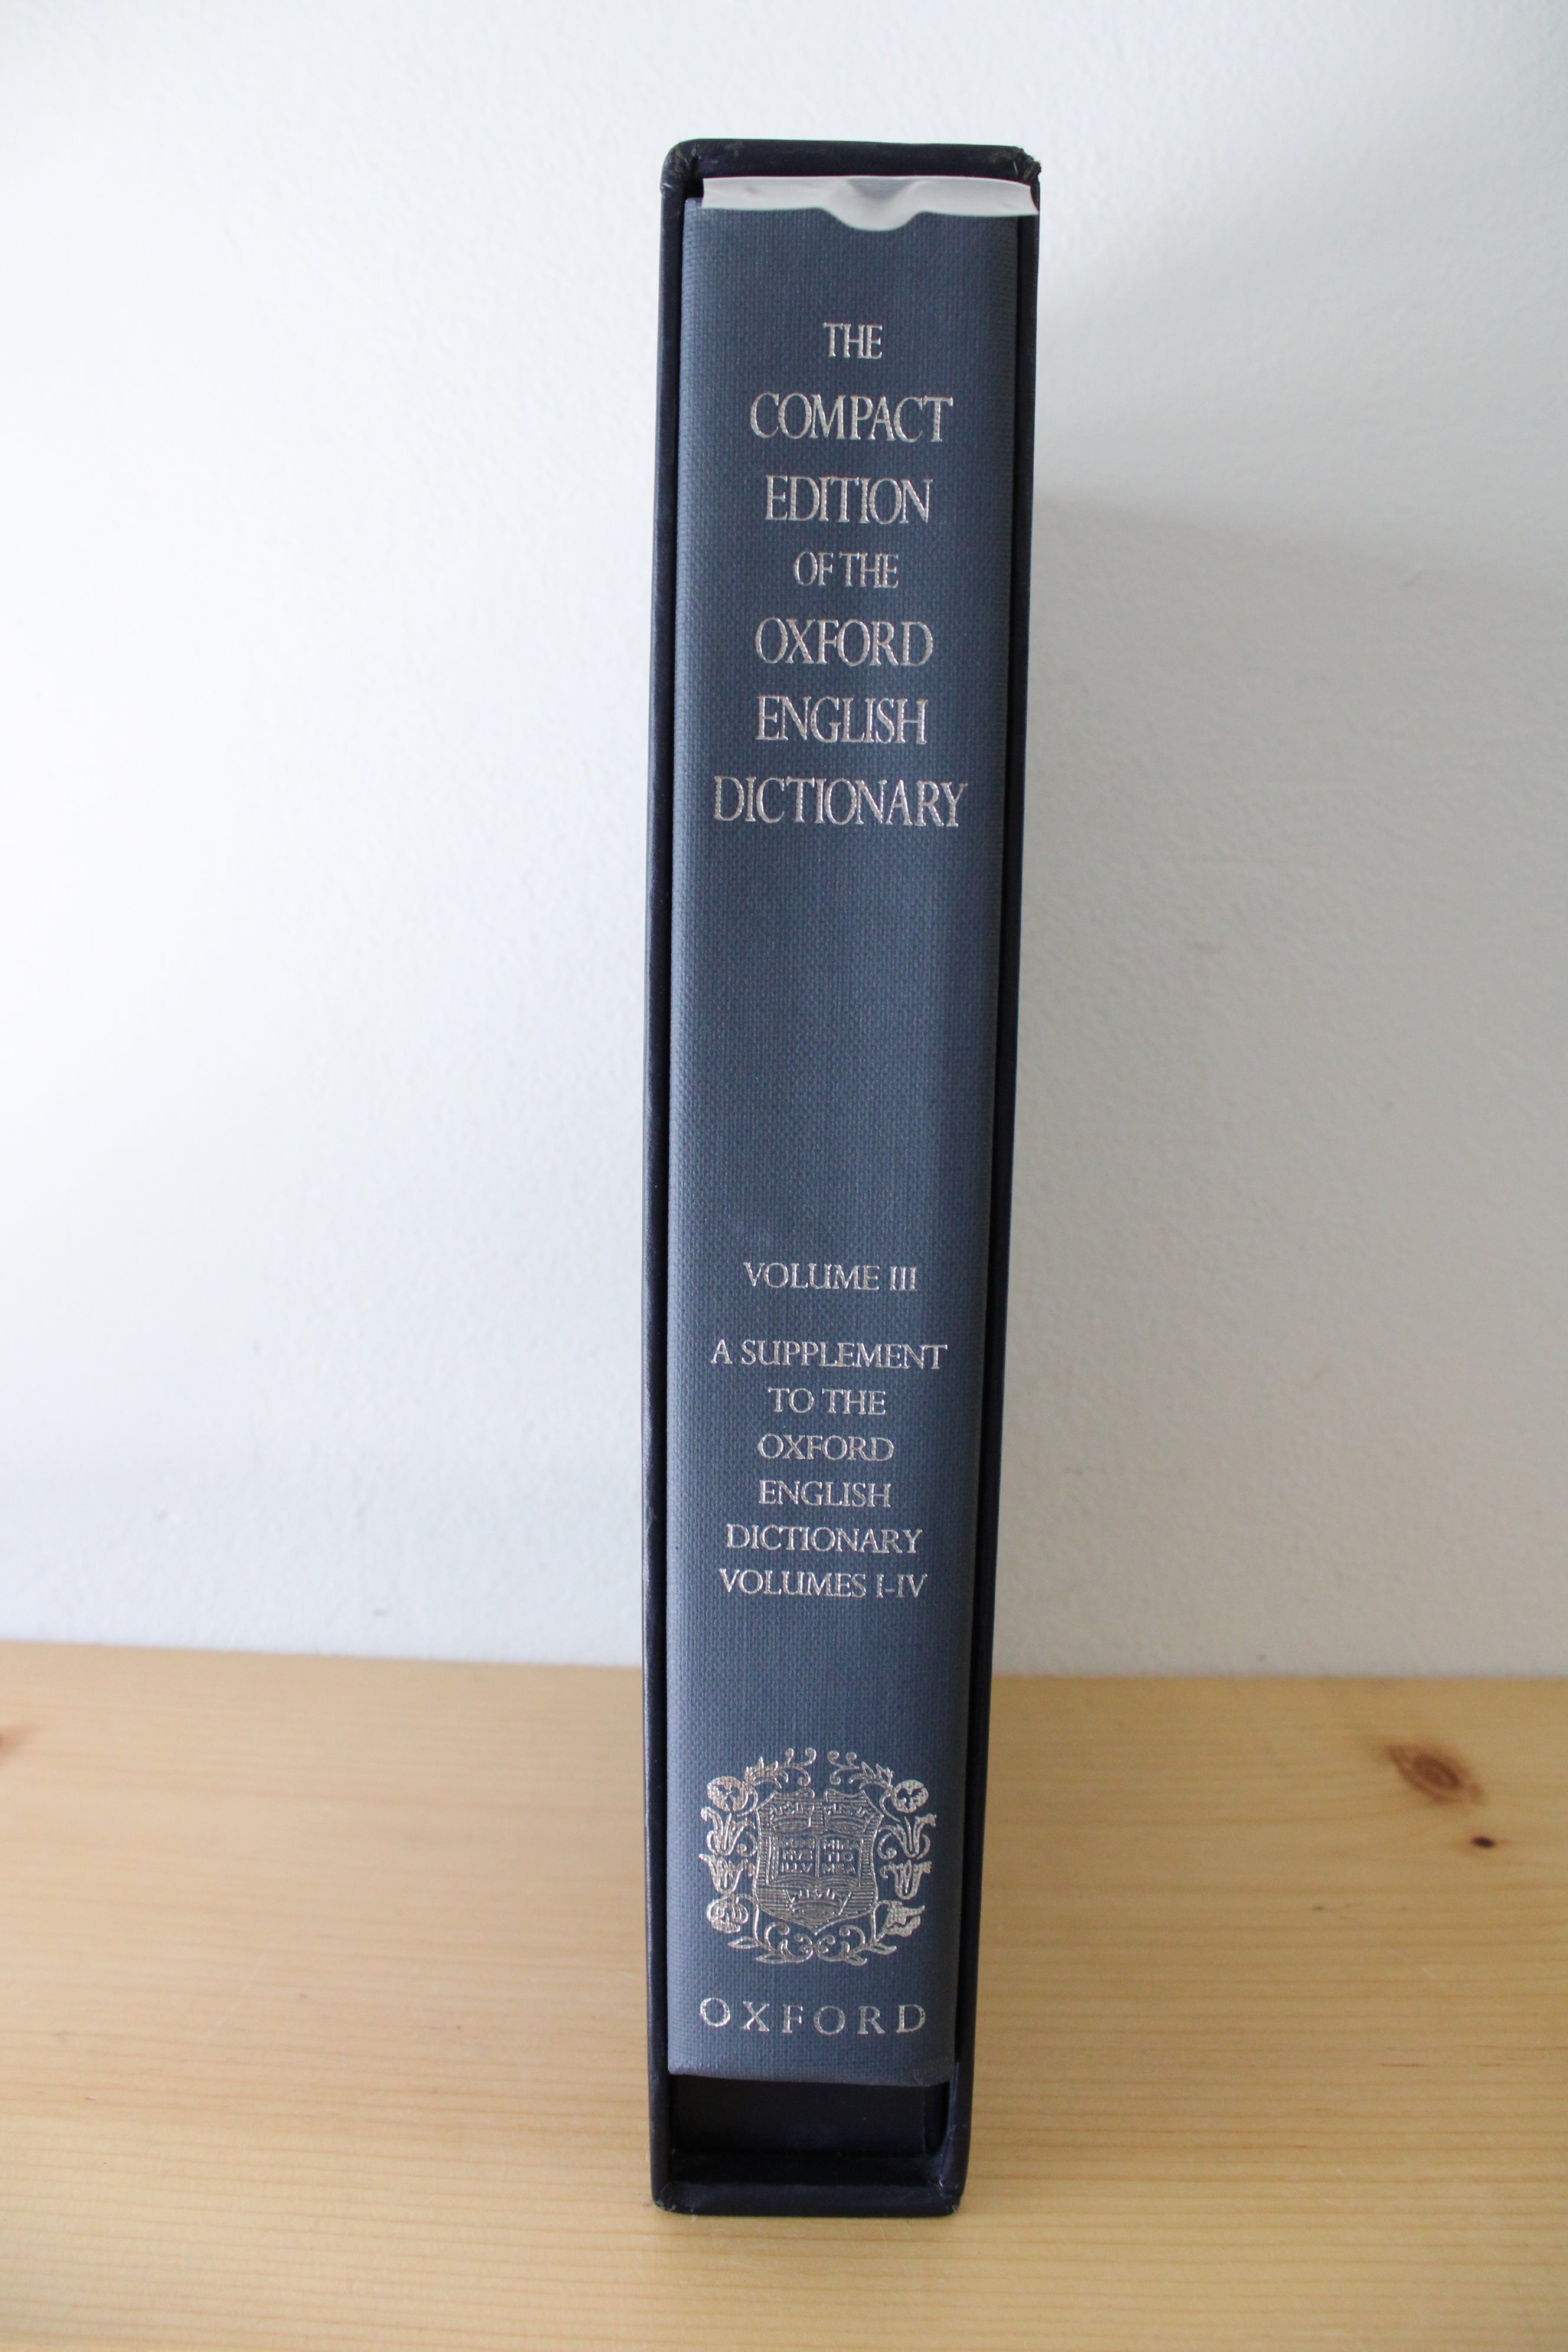 THE
COMPACT
EDITION
OF THE
OXFORD
ENGLISH
DICTIONARY
VOLUME III
A SUPPLEMENT
TO THE
OXFORD
ENGLISH
DICTIONARY
VOLUMES I-IV
OXFORD